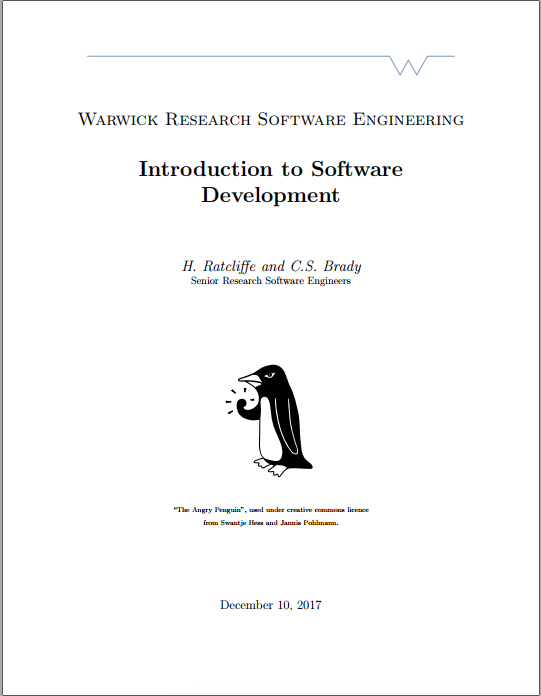 Warwick Research Software Engineering
Introduction to Software
Development
H. Ratcliffe and C.S. Brady
Senior Research Software Engineers
“The Angry Penguin”, used under creative commons licence
from Swantje Hess and Jannis Pohlmann.
December 10, 2017